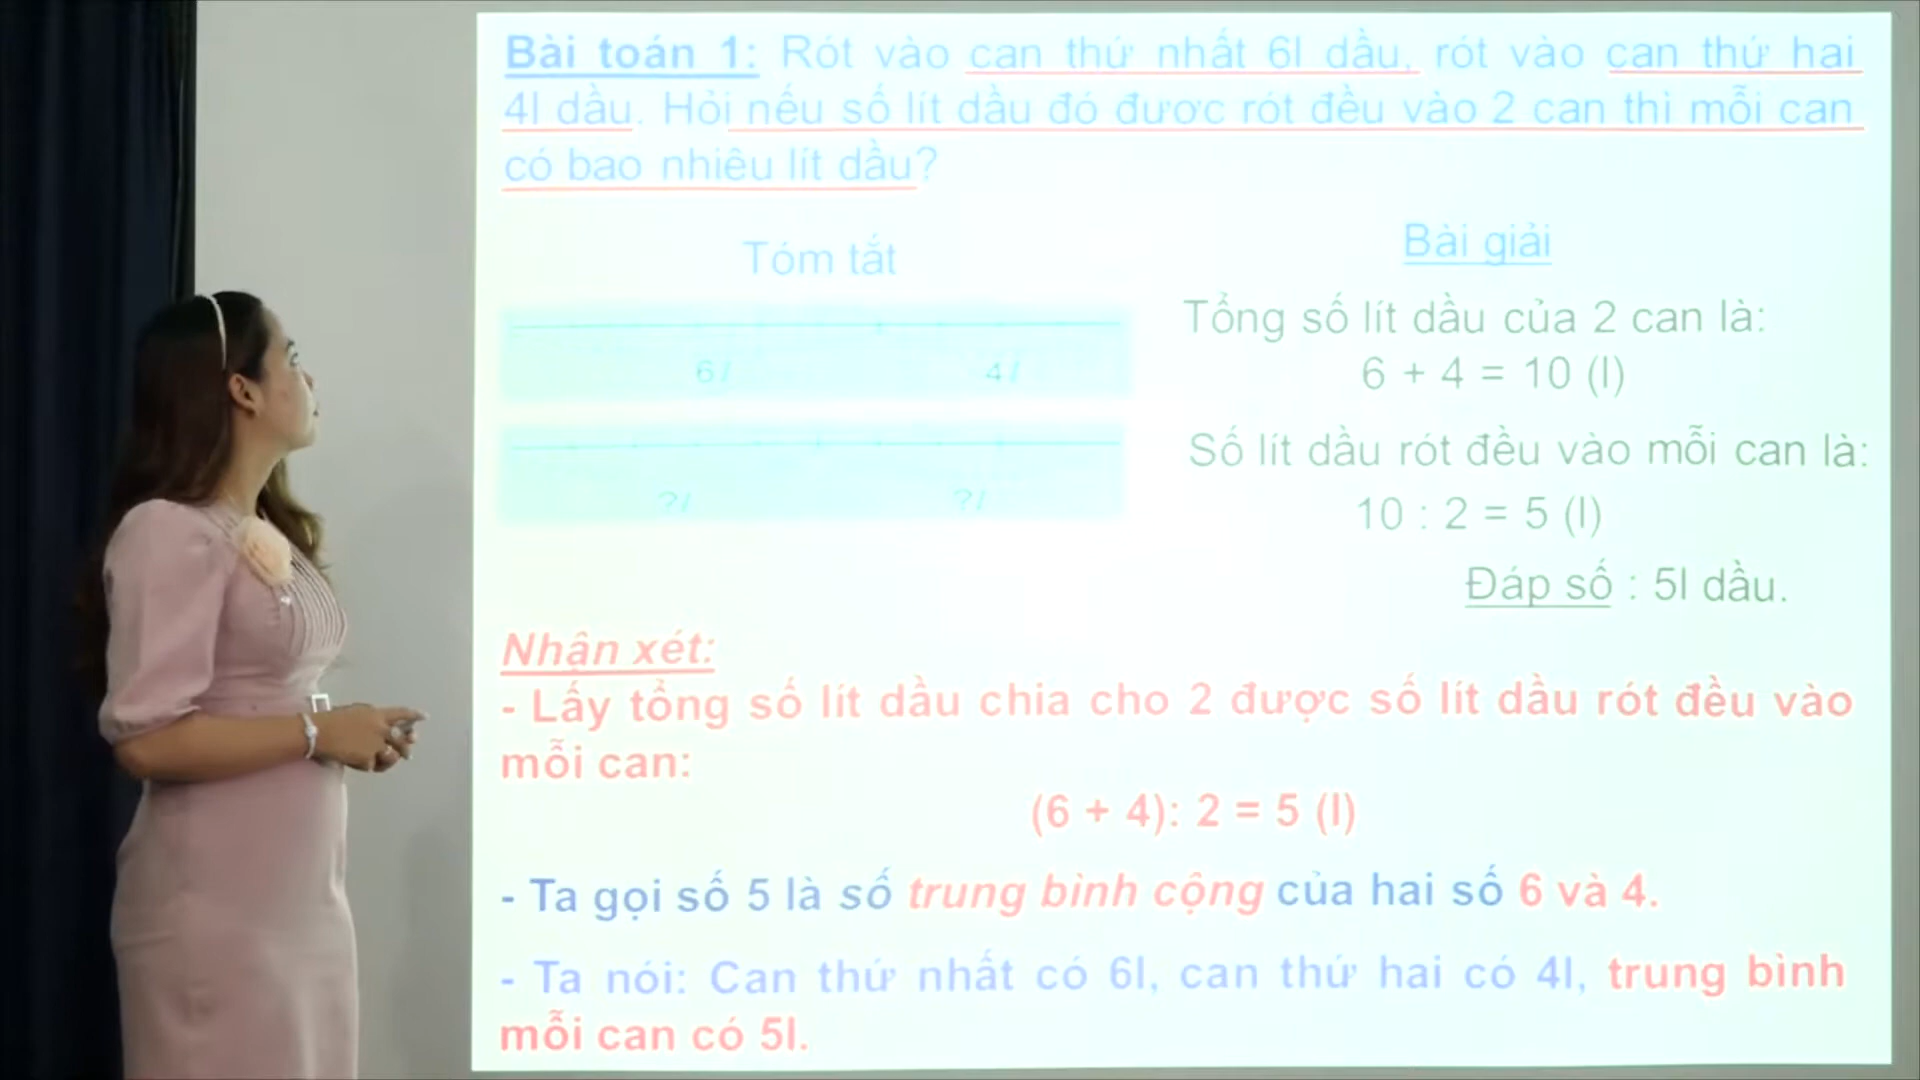 Bài toán 1: Rót vào can thứ nhất 6l dầu, rót vào can thứ hai
4l dầu. Hỏi nếu số lít dầu đó được rót đều vào 2 can thì mỗi can
có bao nhiêu lít dầu?
Tóm tắt
6l 4l
?l ?l
Bài giải
Tổng số lít dầu của 2 can là:
6 + 4 = 10 (l)
Số lít dầu rót đều vào mỗi can là:
10 : 2 = 5 (l)
Đáp số : 5l dầu.
Nhận xét:
- Lấy tổng số lít dầu chia cho 2 được số lít dầu rót đều vào
mỗi can:
(6 + 4): 2 = 5 (l)
- Ta gọi số 5 là số trung bình cộng của hai số 6 và 4.
- Ta nói: Can thứ nhất có 6l, can thứ hai có 4l, trung bình
mỗi can có 5l.